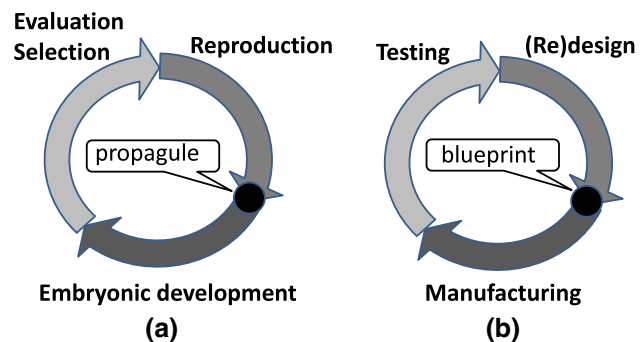 Evaluation
Selection
Reproduction
propagule
Embryonic development
(a)
Testing
(Re)design
blueprint
Manufacturing
(b)